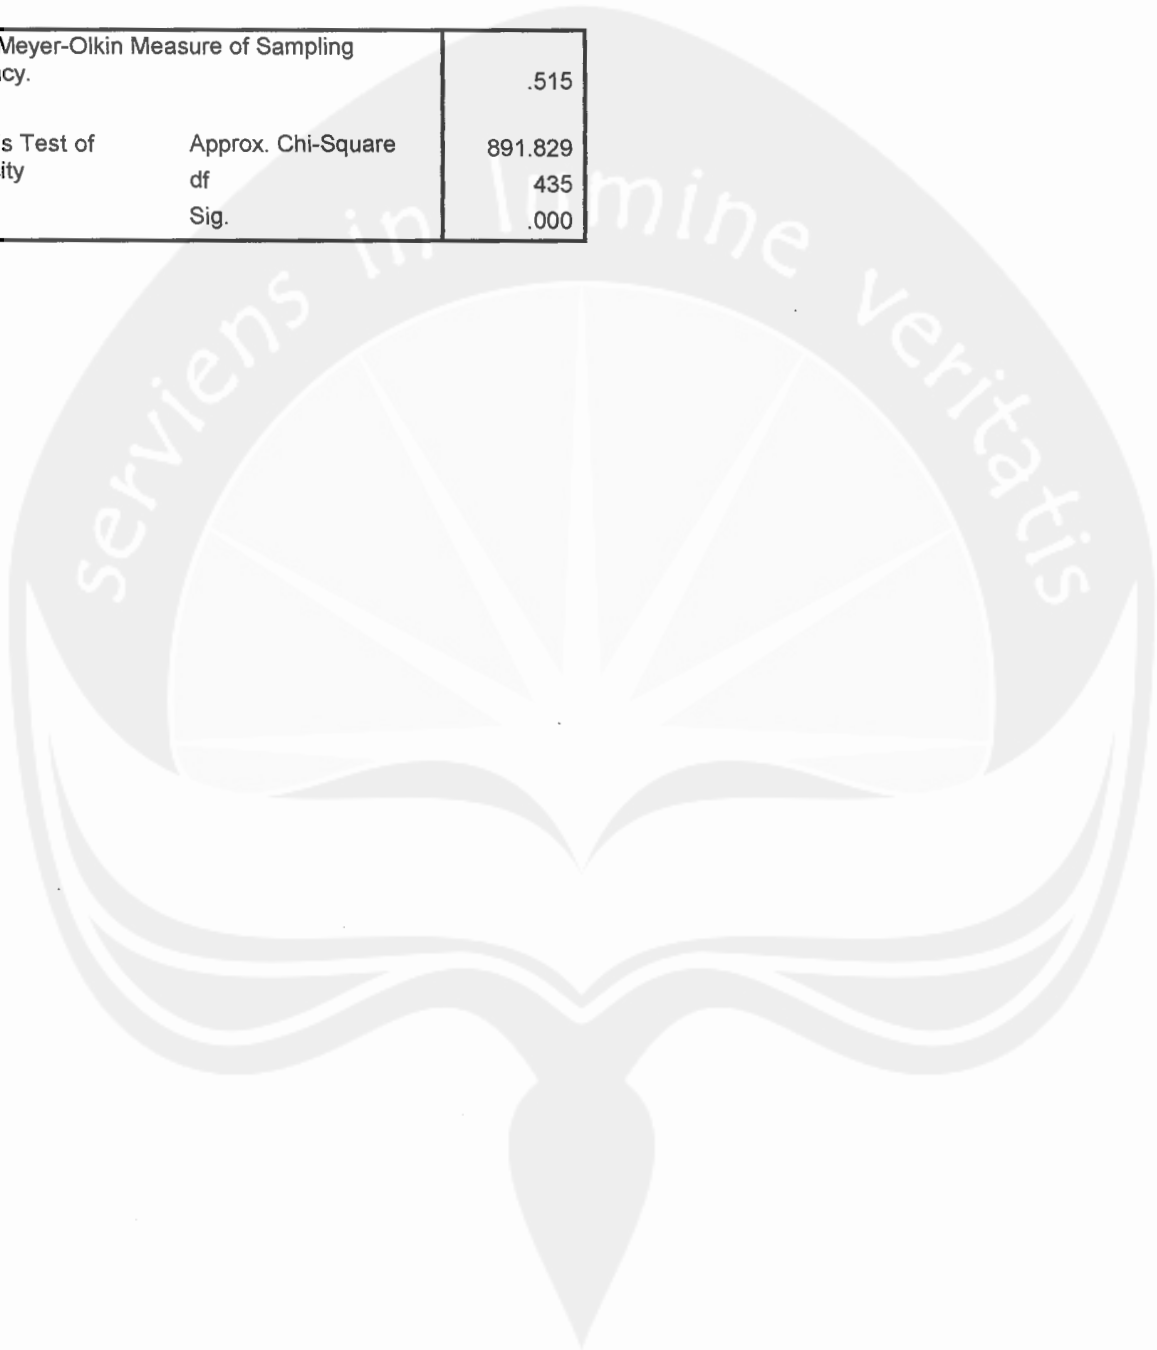 Meyer-Olkin Measure of Sampling
cy.
.515
s Test of Approx. Chi-Square 891.829
ity df 435
Sig. .000
serviens in lumine veritatis